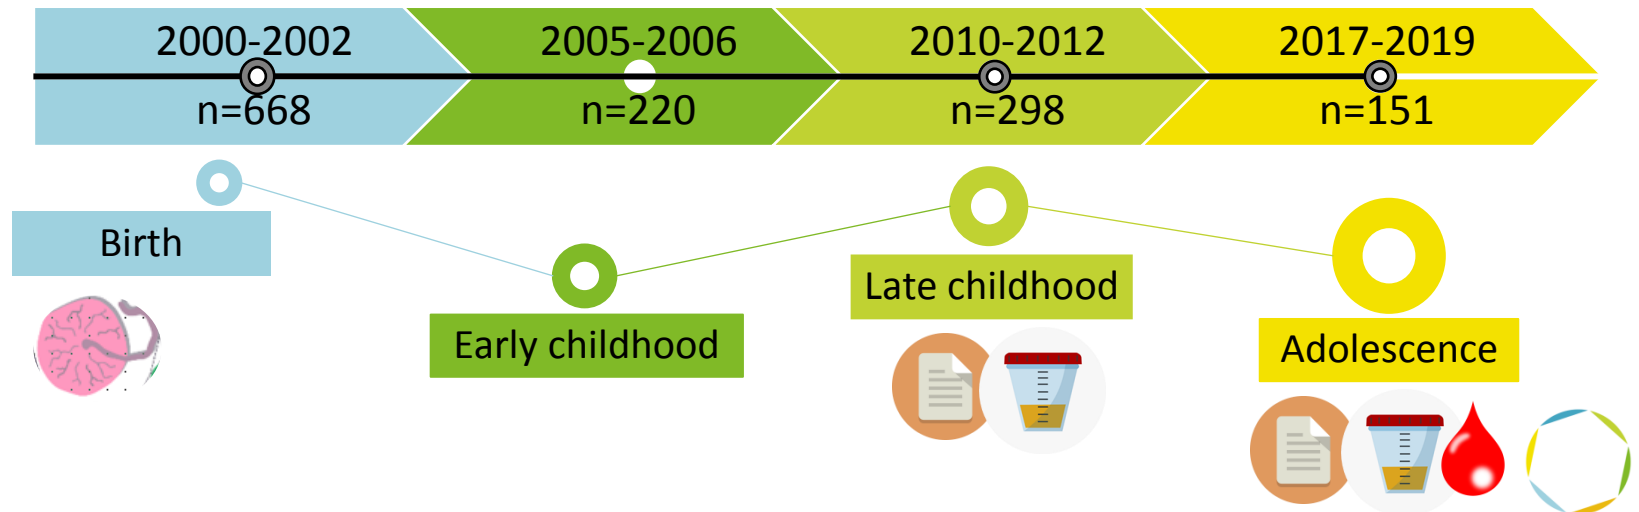 2000-2002
2005-2006
2010-2012
2017-2019
n=668
n=220
n=298
n=151
Birth
Early childhood
Late childhood
Adolescence